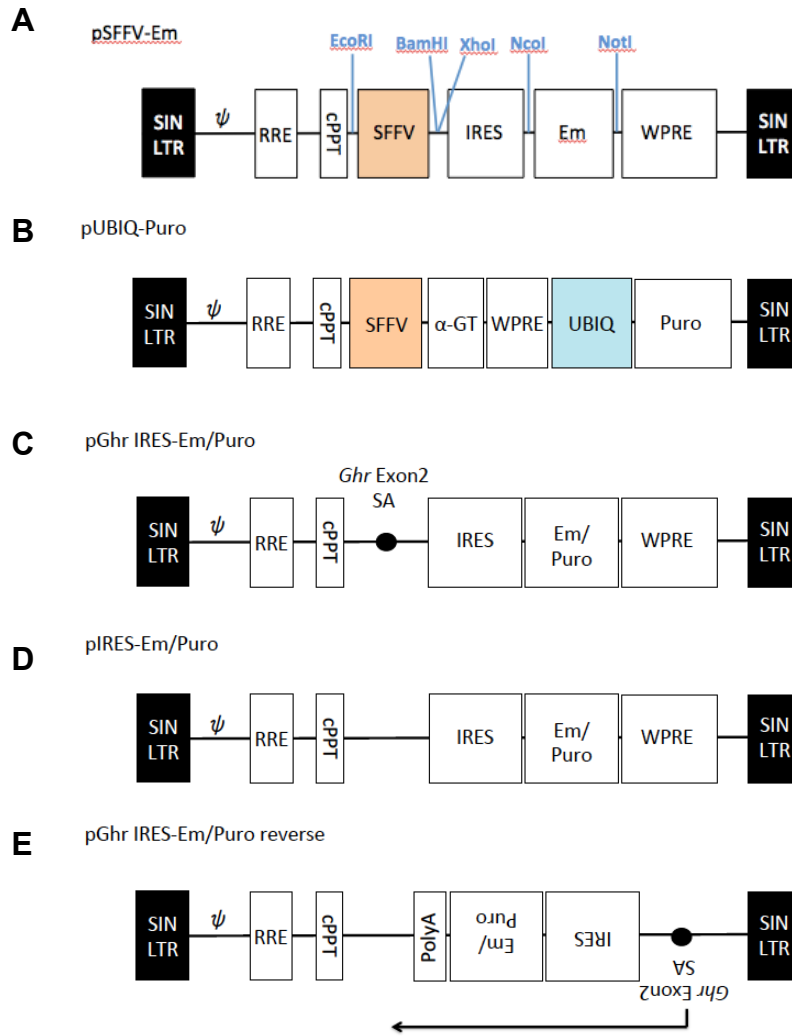 A
pSFFV-Em
EcoRI BamHI XhoI NcoI NotI
SIN LTR ψ RRE cPPT SFFV IRES Em WPRE SIN LTR
B
pUBIQ-Puro
SIN LTR ψ RRE cPPT SFFV α-GT WPRE UBIQ Puro SIN LTR
C
pGhr IRES-Em/Puro
Ghr Exon2
SA
SIN LTR ψ RRE cPPT IRES Em/ Puro WPRE SIN LTR
D
pIRES-Em/Puro
SIN LTR ψ RRE cPPT IRES Em/ Puro WPRE SIN LTR
E
pGhr IRES-Em/Puro reverse
SIN LTR ψ RRE cPPT PolyA Em/ Puro IRES SIN LTR
Ghr Exon2
SA